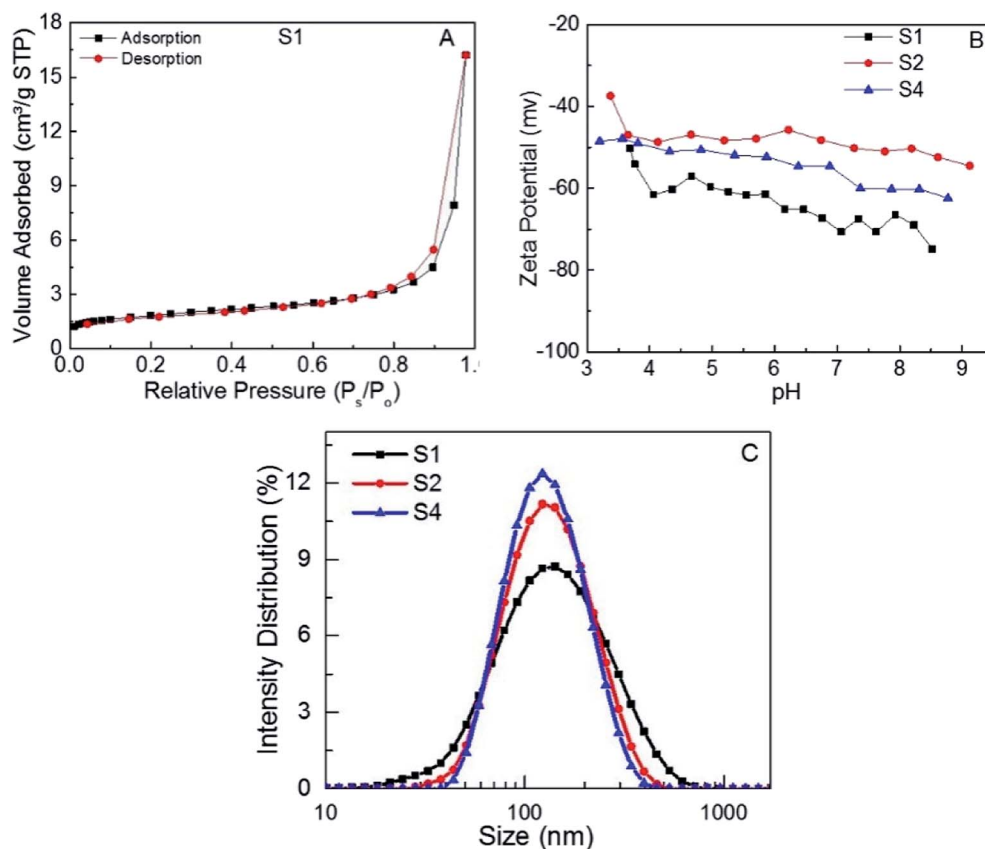 A
S1
Adsorption
Desorption
Volume Adsorbed (cm³/g STP)
18
15
12
9
6
3
0.0
0.0
0.2
0.4
0.6
0.8
1.0
Relative Pressure (Pₛ/Pₒ)
B
S1
S2
S4
Zeta Potential (mv)
-20
-40
-60
-80
-100
3
4
5
6
7
8
9
pH
C
S1
S2
S4
Intensity Distribution (%)
12
9
6
3
0
10
100
1000
Size (nm)